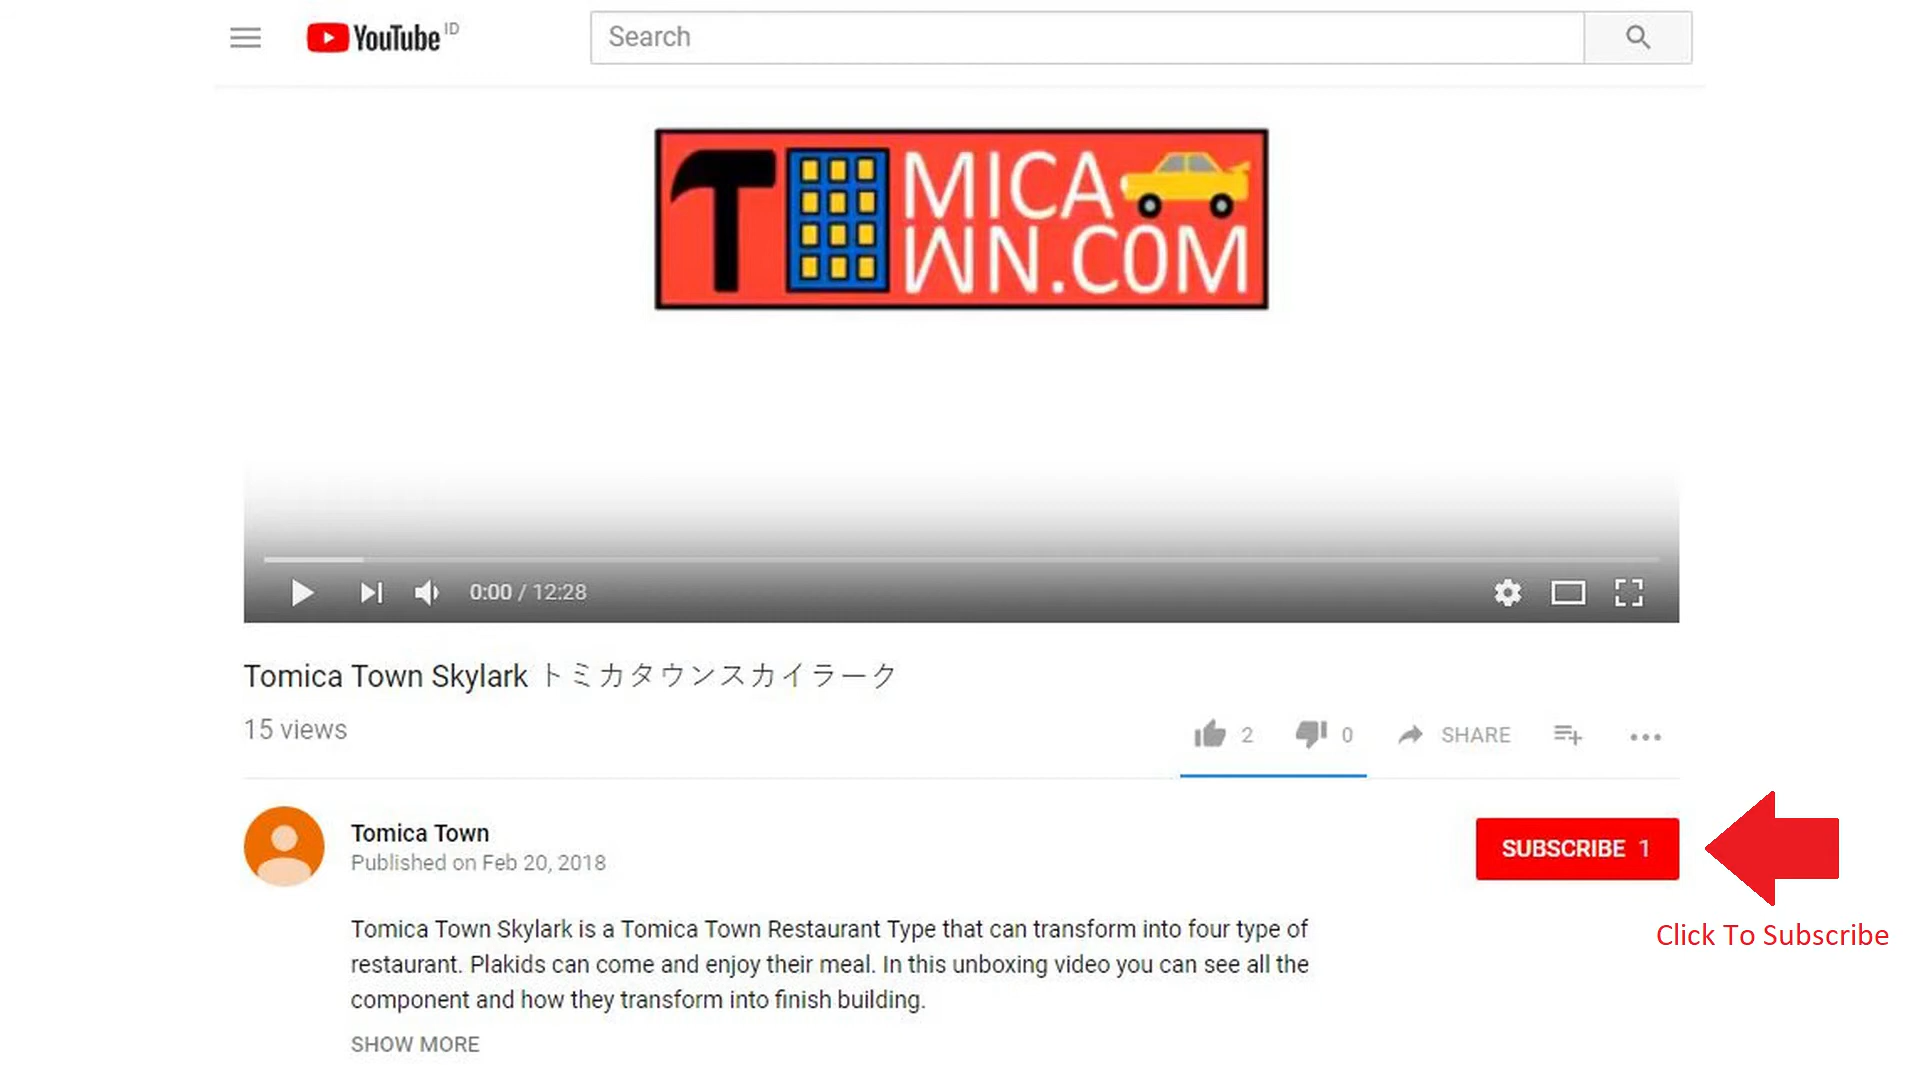 YouTube ID
Search
TOMICA
TOWN.COM
0:00 / 12:28
Tomica Town Skylark トミカタウンスカイラーク
15 views
2 0 SHARE
Tomica Town
Published on Feb 20, 2018
SUBSCRIBE 1
Click To Subscribe
Tomica Town Skylark is a Tomica Town Restaurant Type that can transform into four type of
restaurant. Plakids can come and enjoy their meal. In this unboxing video you can see all the
component and how they transform into finish building.
SHOW MORE